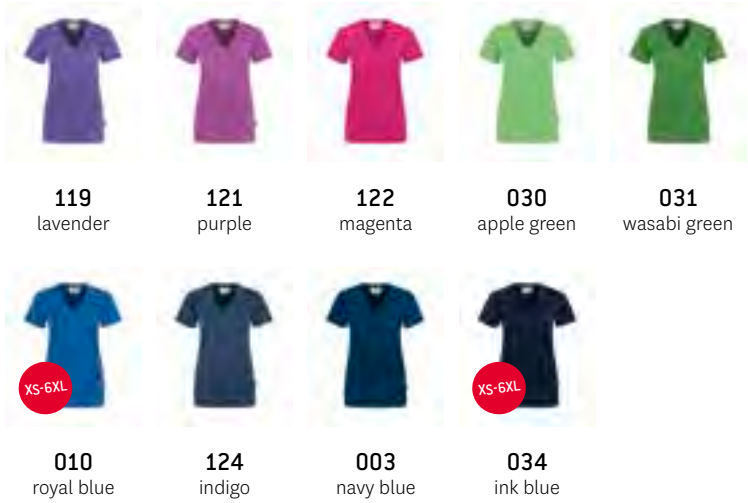 119
lavender
121
purple
122
magenta
030
apple green
031
wasabi green
XS-6XL
010
royal blue
124
indigo
003
navy blue
XS-6XL
034
ink blue